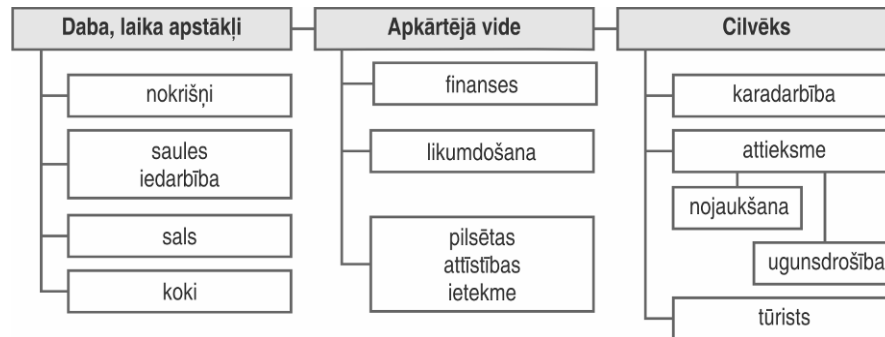 Daba, laika apstākļi
nokrišņi
saules
iedarbība
sals
koki
Apkārtējā vide
finanses
likumdošana
pilsētas
attīstības
ietekme
Cilvēks
karadarbība
attieksme
nojaukšana
ugunsdrošība
tūrists